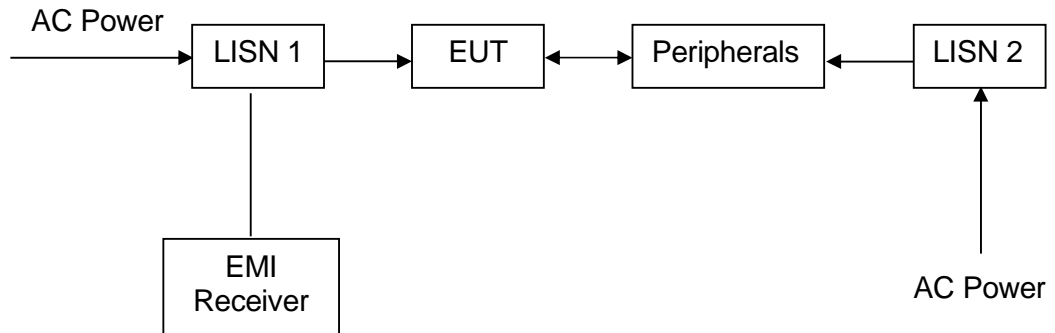 AC Power
LISN 1
EUT
Peripherals
LISN 2
EMI
Receiver
AC Power